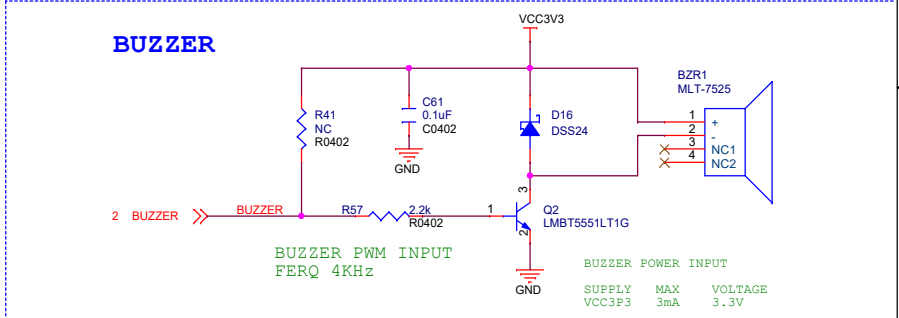 VCC3V3
BUZZER
BZR1
MLT-7525
R41
NC
R0402
C61
0.1uF
C0402
GND
D16
DSS24
1 +
2 -
3 NC1
4 NC2
2 BUZZER BUZZER
R57 2.2k
R0402
1
3
2
Q2
LMBT5551LT1G
GND
BUZZER PWM INPUT
FERQ 4KHz
BUZZER POWER INPUT
SUPPLY MAX VOLTAGE
VCC3P3 3mA 3.3V